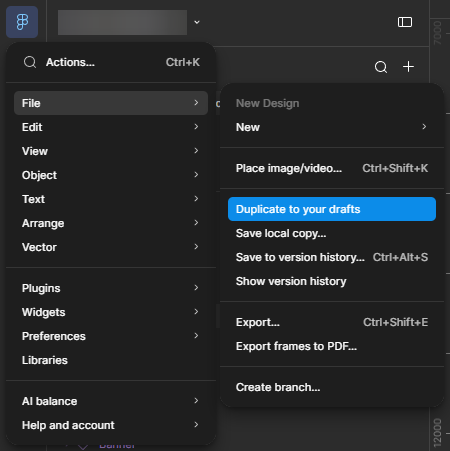 Actions... Ctrl+K
File
Edit
View
Object
Text
Arrange
Vector
Plugins
Widgets
Preferences
Libraries
AI balance
Help and account
New Design
New
Place image/video... Ctrl+Shift+K
Duplicate to your drafts
Save local copy...
Save to version history... Ctrl+Alt+S
Show version history
Export... Ctrl+Shift+E
Export frames to PDF...
Create branch...
7000
12000
Banner